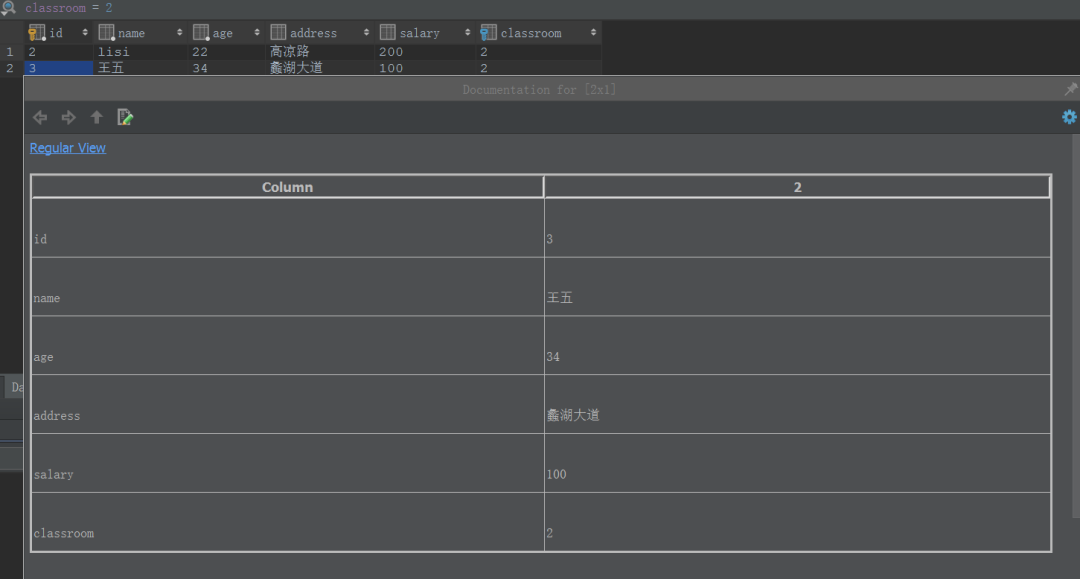 classroom = 2
id name age address salary classroom
1 2 lisi 22 高凉路 200 2
2 3 王五 34 蠡湖大道 100 2
Documentation for [2x1]
Regular View
Column 2
id 3
name 王五
age 34
address 蠡湖大道
Da
salary 100
classroom 2